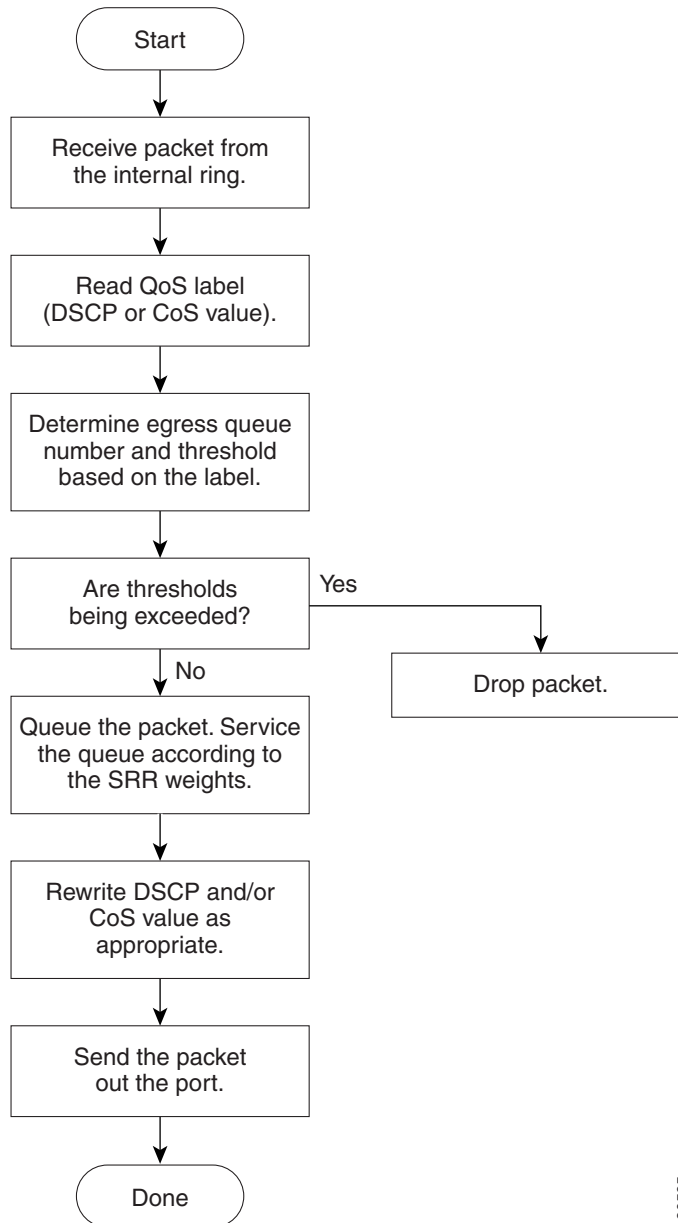 Start
Receive packet from
the internal ring.
Read QoS label
(DSCP or CoS value).
Determine egress queue
number and threshold
based on the label.
Are thresholds
being exceeded?
Yes
No
Drop packet.
Queue the packet. Service
the queue according to
the SRR weights.
Rewrite DSCP and/or
CoS value as
appropriate.
Send the packet
out the port.
Done